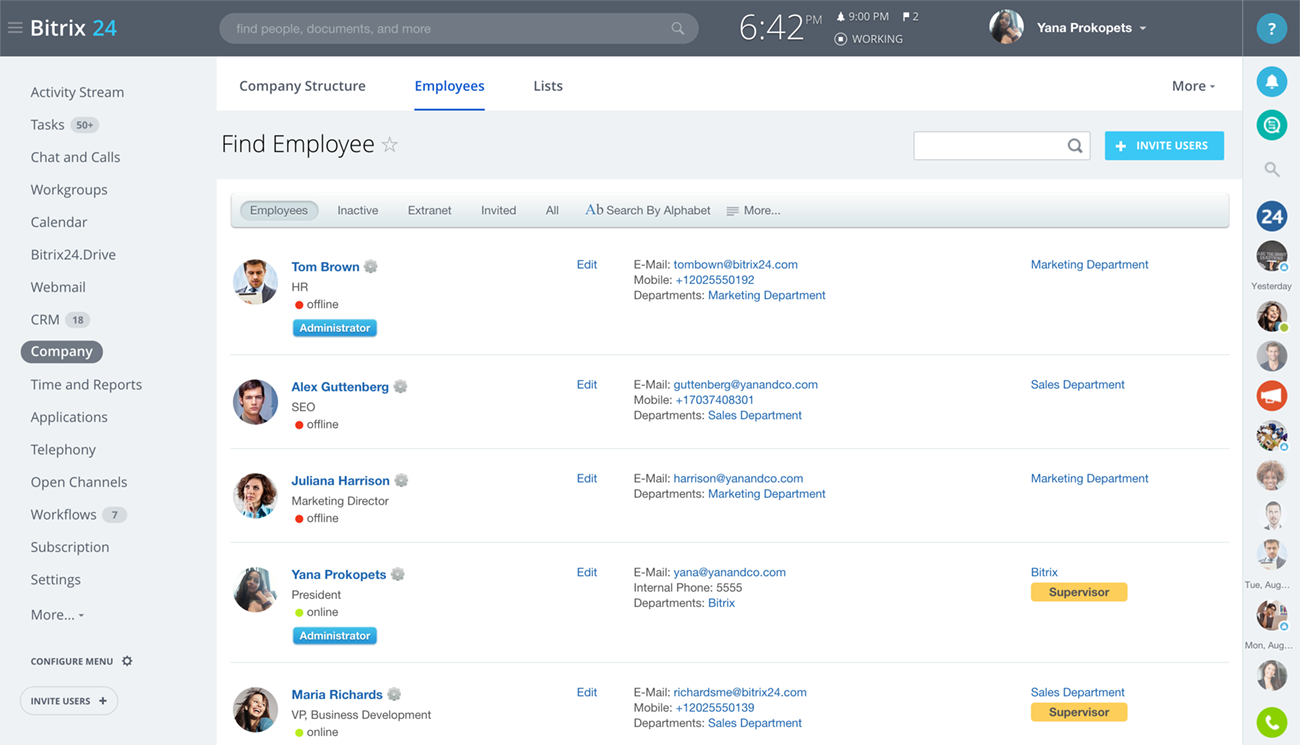 Bitrix 24
find people, documents, and more
6:42 PM
9:00 PM 2
WORKING
Yana Prokopets
?
Activity Stream
Tasks 50+
Chat and Calls
Workgroups
Calendar
Bitrix24.Drive
Webmail
CRM 18
Company
Time and Reports
Applications
Telephony
Open Channels
Workflows 7
Subscription
Settings
More...
CONFIGURE MENU
INVITE USERS +
Company Structure
Employees
Lists
More
Find Employee
+ INVITE USERS
Employees Inactive Extranet Invited All Ab Search By Alphabet More...
Tom Brown
HR
offline
Administrator
Edit
E-Mail: tombown@bitrix24.com
Mobile: +12025550192
Departments: Marketing Department
Marketing Department
Alex Guttenberg
SEO
offline
Edit
E-Mail: guttenberg@yanandco.com
Mobile: +17037408301
Departments: Sales Department
Sales Department
Juliana Harrison
Marketing Director
offline
Edit
E-Mail: harrison@yanandco.com
Departments: Marketing Department
Marketing Department
Yana Prokopets
President
online
Administrator
Edit
E-Mail: yana@yanandco.com
Internal Phone: 5555
Departments: Bitrix
Bitrix
Supervisor
Maria Richards
VP, Business Development
online
Edit
E-Mail: richardsme@bitrix24.com
Mobile: +12025550139
Departments: Sales Department
Sales Department
Supervisor
24
Yesterday
Tue, Aug...
Mon, Aug...